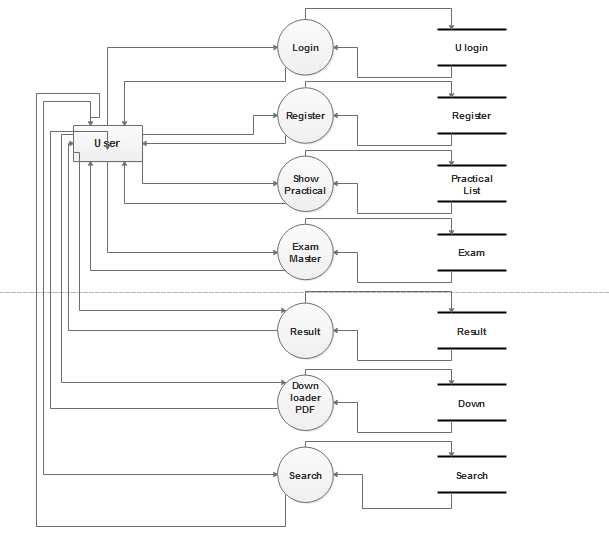 Login
U login
Register
Register
User
Show
Practical
Practical
List
Exam
Master
Exam
Result
Result
Down
loader
PDF
Down
Search
Search